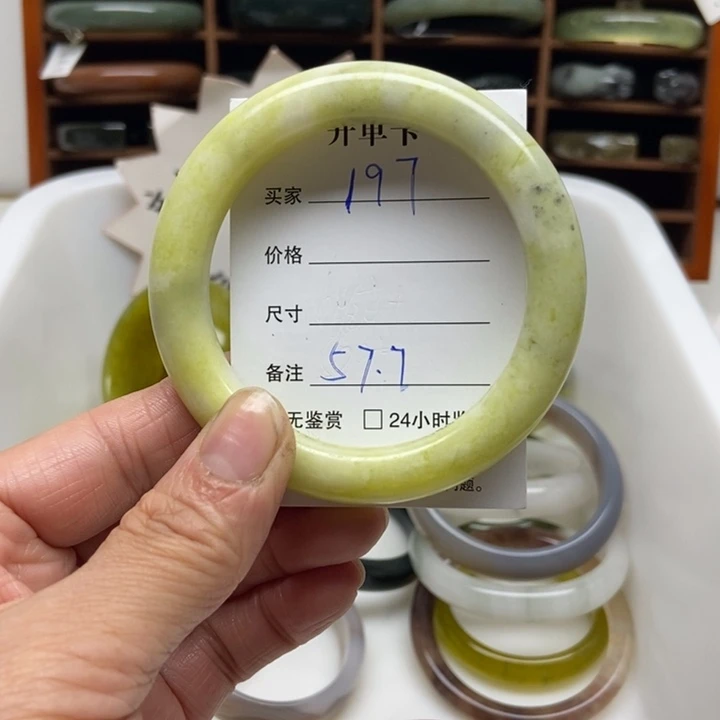 开单卡
买家 197
价格
尺寸
备注 57.7
无鉴赏 □ 24小时
题。